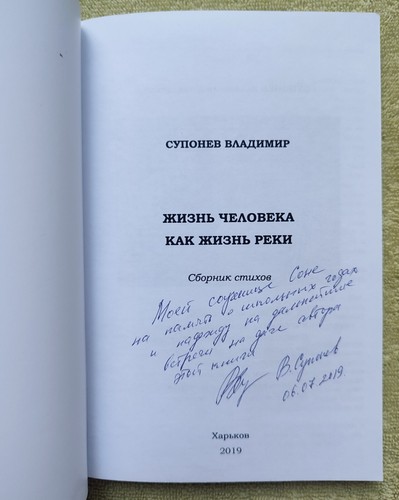 СУПОНЕВ ВЛАДИМИР
ЖИЗНЬ ЧЕЛОВЕКА
КАК ЖИЗНЬ РЕКИ
Сборник стихов
Моей соученице Соне
на память о школьных годах
и надежду на дальнейшие
встречи на даче автора
этой книги
В. Супонев
06.07.2019.
Харьков
2019